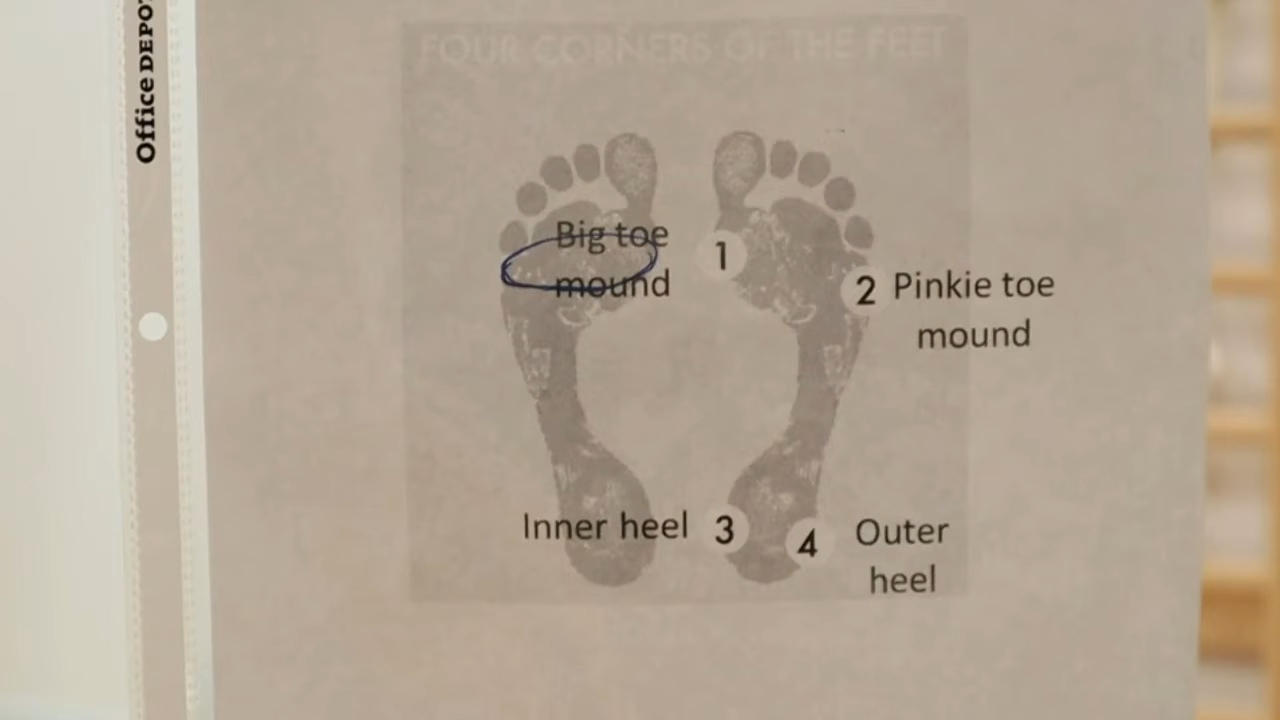 Office DEPOT
FOUR CORNERS OF THE FEET
Big toe
mound
1
2 Pinkie toe
mound
Inner heel 3
4 Outer
heel